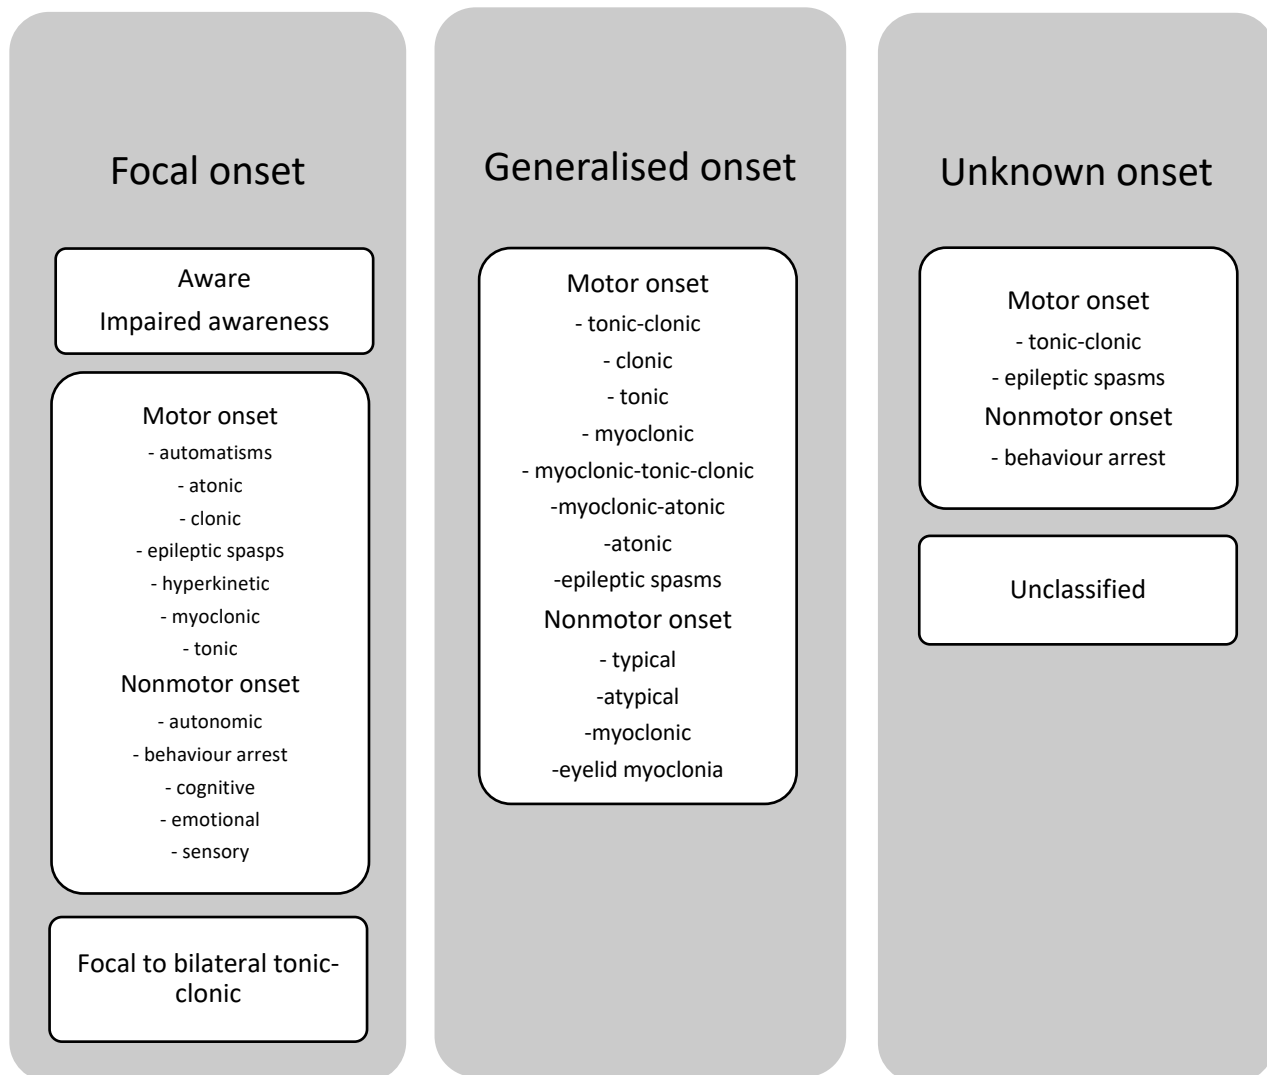 Focal onset
Aware
Impaired awareness
Motor onset
- automatisms
- atonic
- clonic
- epileptic spasps
- hyperkinetic
- myoclonic
- tonic
Nonmotor onset
- autonomic
- behaviour arrest
- cognitive
- emotional
- sensory
Focal to bilateral tonic-
clonic
Generalised onset
Motor onset
- tonic-clonic
- clonic
- tonic
- myoclonic
- myoclonic-tonic-clonic
-myoclonic-atonic
-atonic
-epileptic spasms
Nonmotor onset
- typical
-atypical
-myoclonic
-eyelid myoclonia
Unknown onset
Motor onset
- tonic-clonic
- epileptic spasms
Nonmotor onset
- behaviour arrest
Unclassified